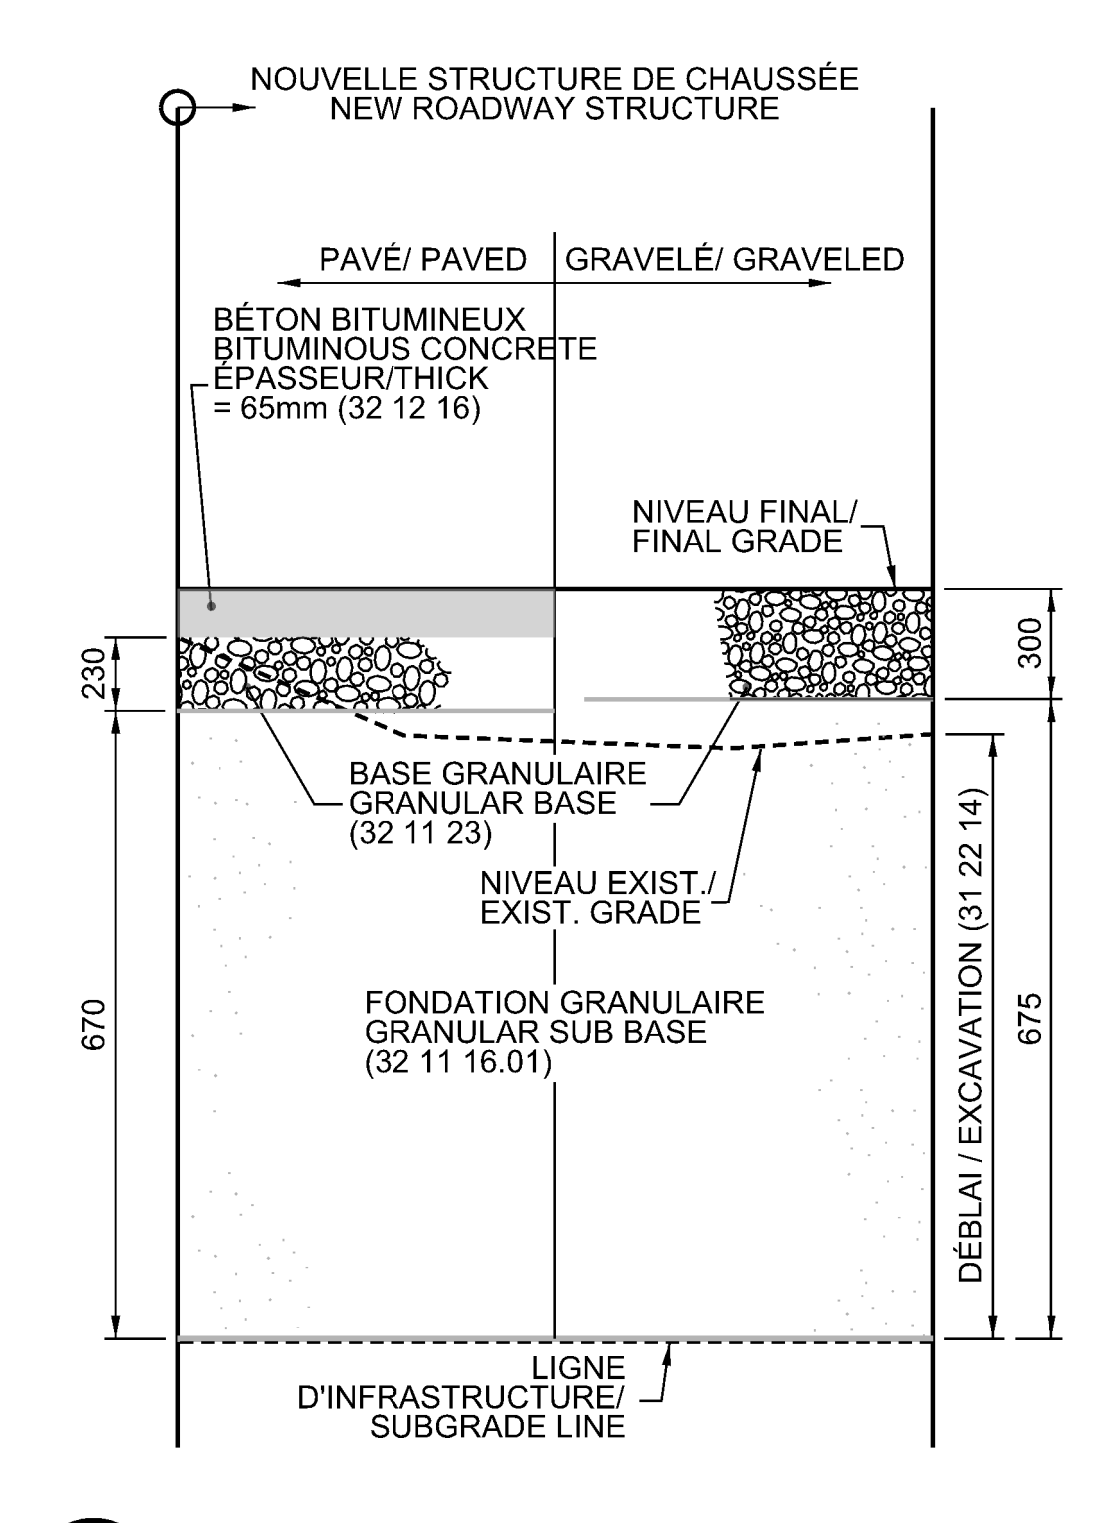 NOUVELLE STRUCTURE DE CHAUSSÉE
NEW ROADWAY STRUCTURE
PAVÉ/ PAVED
GRAVELÉ/ GRAVELED
BÉTON BITUMINEUX
BITUMINOUS CONCRETE
ÉPASSEUR/THICK
= 65mm (32 12 16)
NIVEAU FINAL/
FINAL GRADE
230
300
BASE GRANULAIRE
GRANULAR BASE
(32 11 23)
NIVEAU EXIST./
EXIST. GRADE
FONDATION GRANULAIRE
GRANULAR SUB BASE
(32 11 16.01)
670
DÉBLAI / EXCAVATION (31 22 14)
675
LIGNE
D'INFRASTRUCTURE/
SUBGRADE LINE